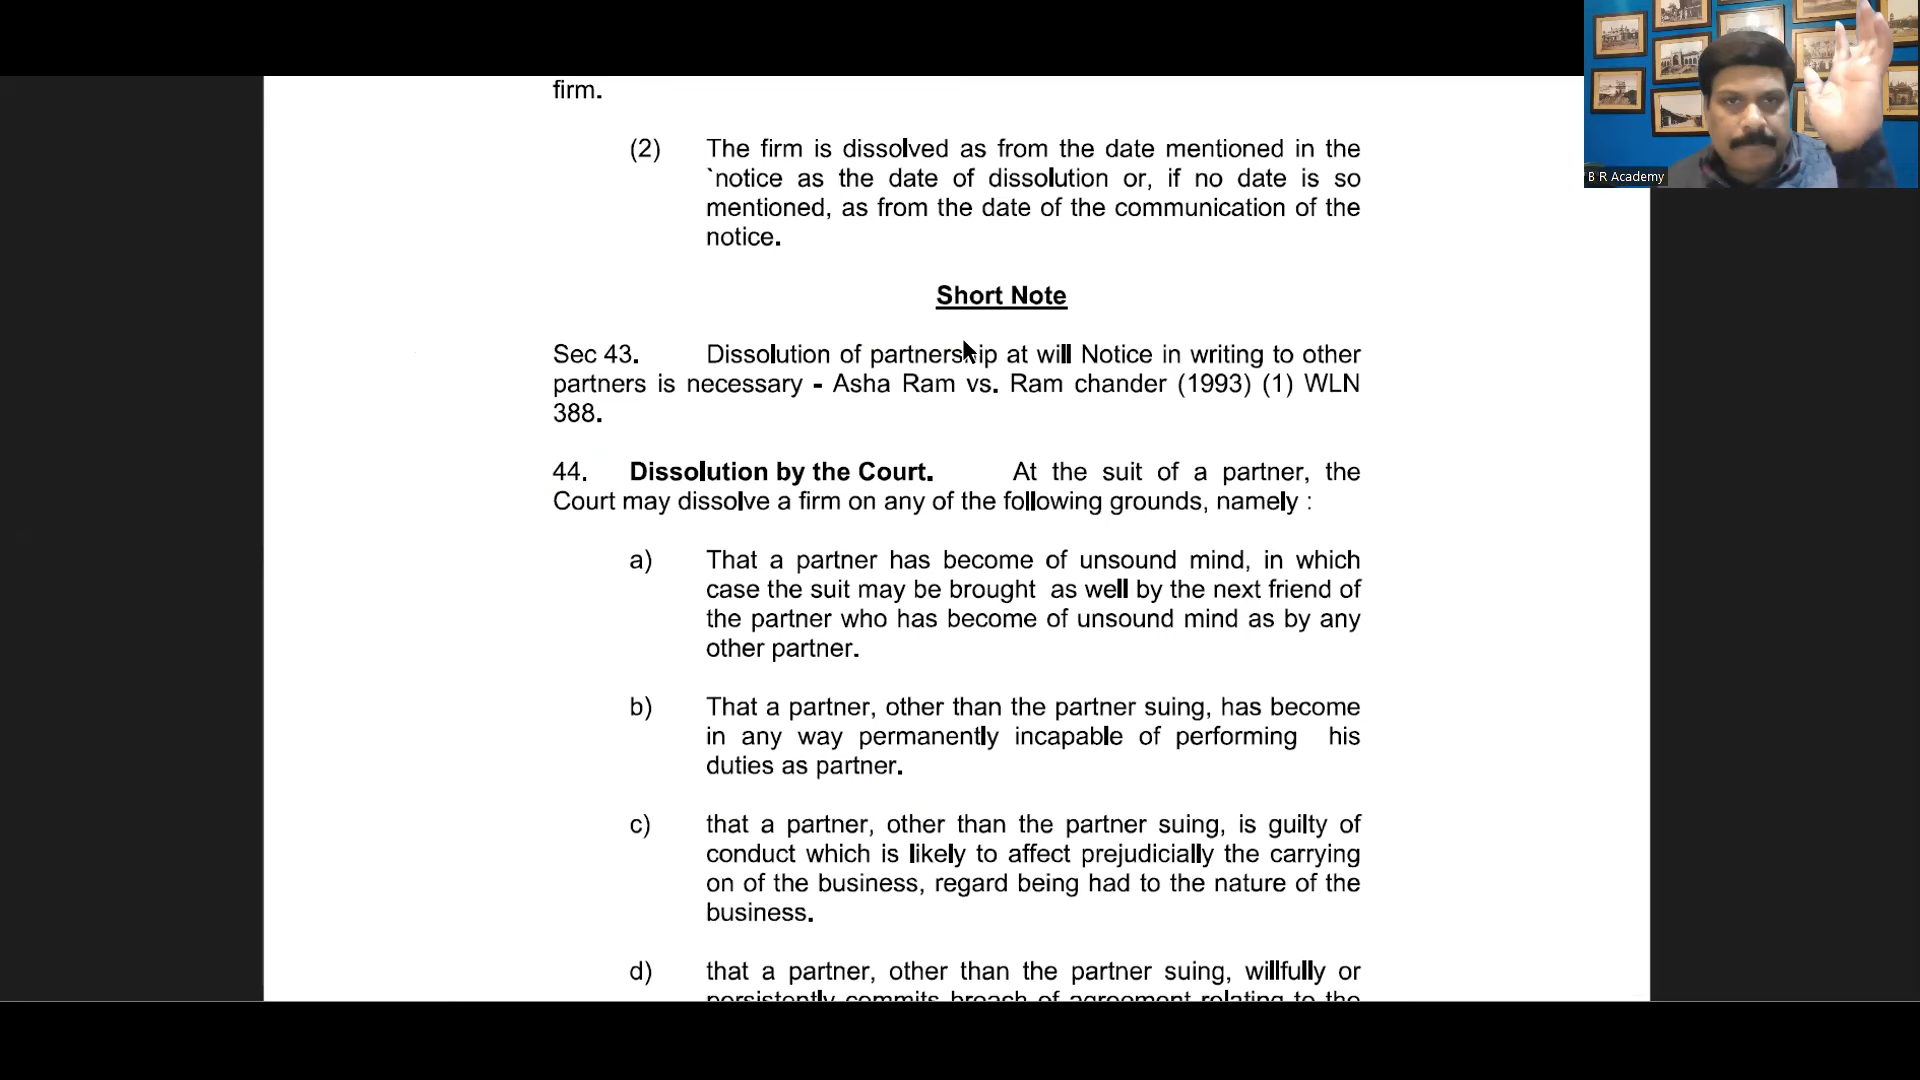 firm.
(2) The firm is dissolved as from the date mentioned in the
`notice as the date of dissolution or, if no date is so
mentioned, as from the date of the communication of the
notice.
Short Note
Sec 43. Dissolution of partnership at will Notice in writing to other
partners is necessary - Asha Ram vs. Ram chander (1993) (1) WLN
388.
44. Dissolution by the Court. At the suit of a partner, the
Court may dissolve a firm on any of the following grounds, namely :
a) That a partner has become of unsound mind, in which
case the suit may be brought as well by the next friend of
the partner who has become of unsound mind as by any
other partner.
b) That a partner, other than the partner suing, has become
in any way permanently incapable of performing his
duties as partner.
c) that a partner, other than the partner suing, is guilty of
conduct which is likely to affect prejudicially the carrying
on of the business, regard being had to the nature of the
business.
d) that a partner, other than the partner suing, willfully or
persistently commits breach of agreement relating to the
B R Academy